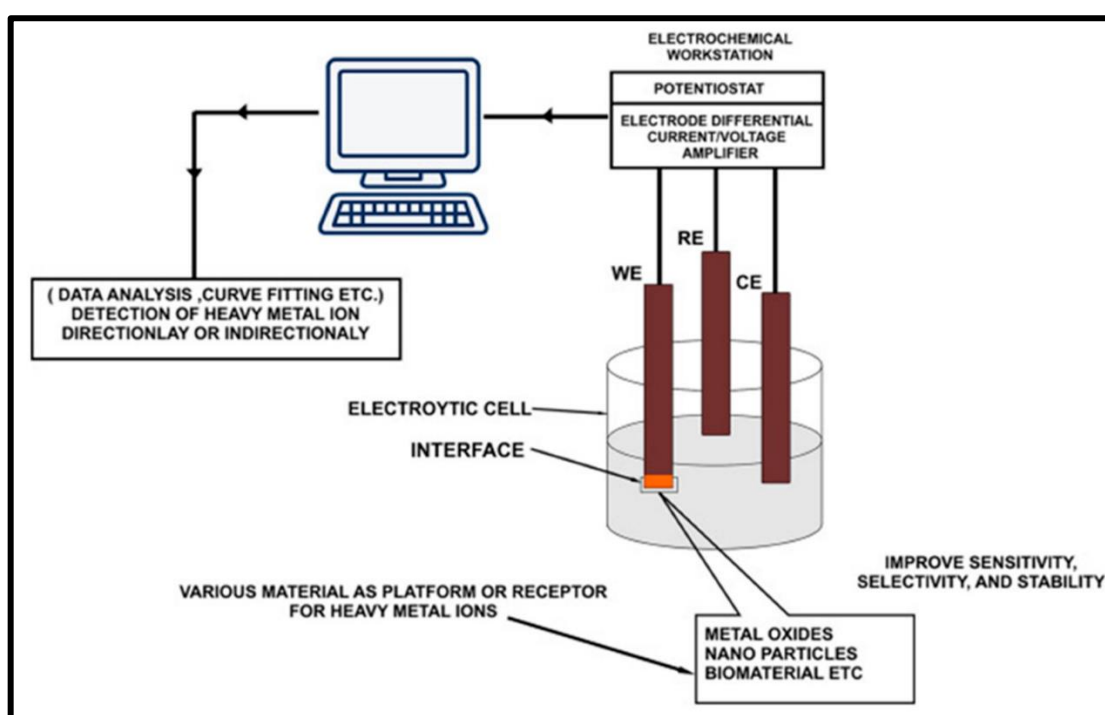 ELECTROCHEMICAL
WORKSTATION
POTENTIOSTAT
ELECTRODE DIFFERENTIAL
CURRENT/VOLTAGE
AMPLIFIER
RE
WE
CE
( DATA ANALYSIS ,CURVE FITTING ETC.)
DETECTION OF HEAVY METAL ION
DIRECTIONLAY OR INDIRECTIONALY
ELECTROYTIC CELL
INTERFACE
IMPROVE SENSITIVITY,
SELECTIVITY, AND STABILITY
VARIOUS MATERIAL AS PLATFORM OR RECEPTOR
FOR HEAVY METAL IONS
METAL OXIDES
NANO PARTICLES
BIOMATERIAL ETC